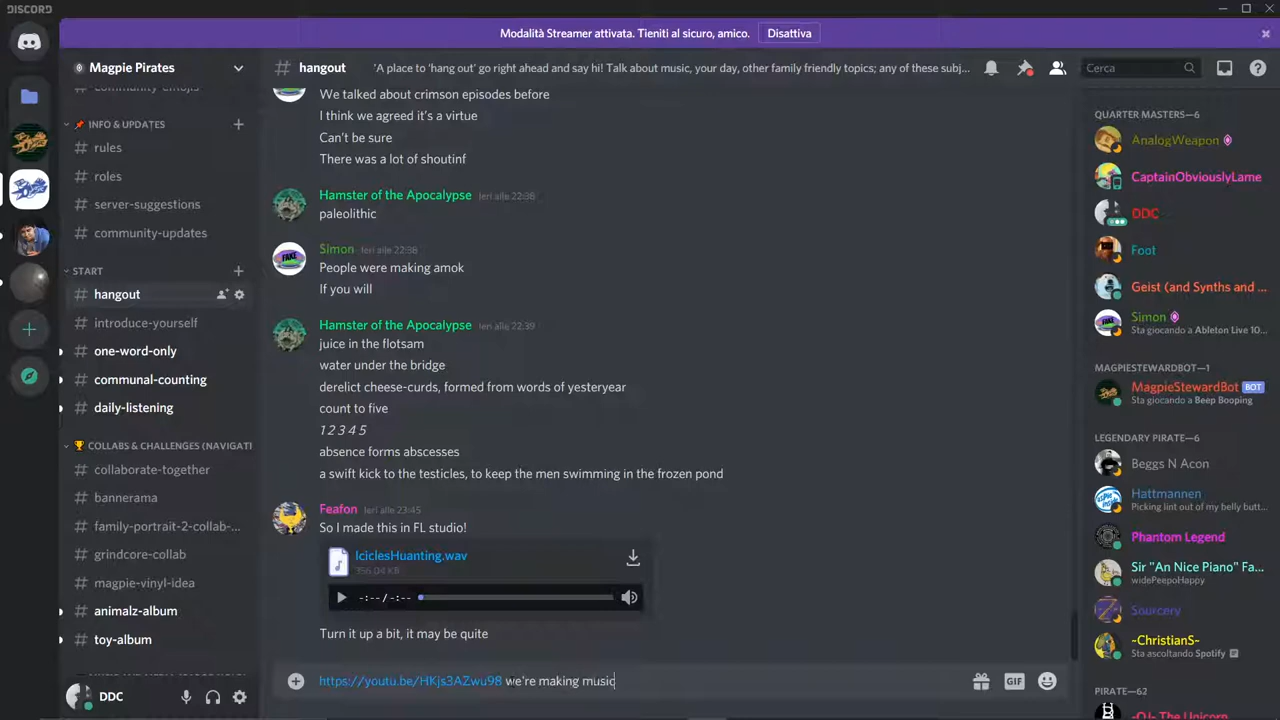 DISCORD
Modalità Streamer attivata. Tieniti al sicuro, amico. Disattiva
Magpie Pirates
community-emojis
INFO & UPDATES
rules
roles
server-suggestions
community-updates
START
hangout
introduce-yourself
one-word-only
communal-counting
daily-listening
COLLABS & CHALLENGES (NAVIGATI
collaborate-together
bannerama
family-portrait-2-collab-...
grindcore-collab
magpie-vinyl-idea
animalz-album
toy-album
DDC
# hangout
'A place to 'hang out' go right ahead and say hi! Talk about music, your day, other family friendly topics; any of these subj...
Cerca
We talked about crimson episodes before
I think we agreed it's a virtue
Can't be sure
There was a lot of shoutinf
Hamster of the Apocalypse Ieri alle 22:38
paleolithic
Simon Ieri alle 22:38
People were making amok
If you will
Hamster of the Apocalypse Ieri alle 22:39
juice in the flotsam
water under the bridge
derelict cheese-curds, formed from words of yesteryear
count to five
1 2 3 4 5
absence forms abscesses
a swift kick to the testicles, to keep the men swimming in the frozen pond
Feafon Ieri alle 23:45
So I made this in FL studio!
IciclesHuanting.wav
356.04 KB
-:-- / -:--
Turn it up a bit, it may be quite
https://youtu.be/HKjs3AZwu98 we're making music
GIF
QUARTER MASTERS—6
AnalogWeapon
CaptainObviouslyLame
DDC
Foot
Geist (and Synths and ...
Simon
Sta giocando a Ableton Live 10...
MAGPIESTEWARDBOT—1
MagpieStewardBot BOT
Sta giocando a Beep Booping
LEGENDARY PIRATE—6
Beggs N Acon
Hattmannen
Picking lint out of my belly butt...
Phantom Legend
Sir "An Nice Piano" Fa...
widePeepoHappy
Sourcery
~ChristianS~
Sta ascoltando Spotify
PIRATE—62
-OJ- The Unicorn